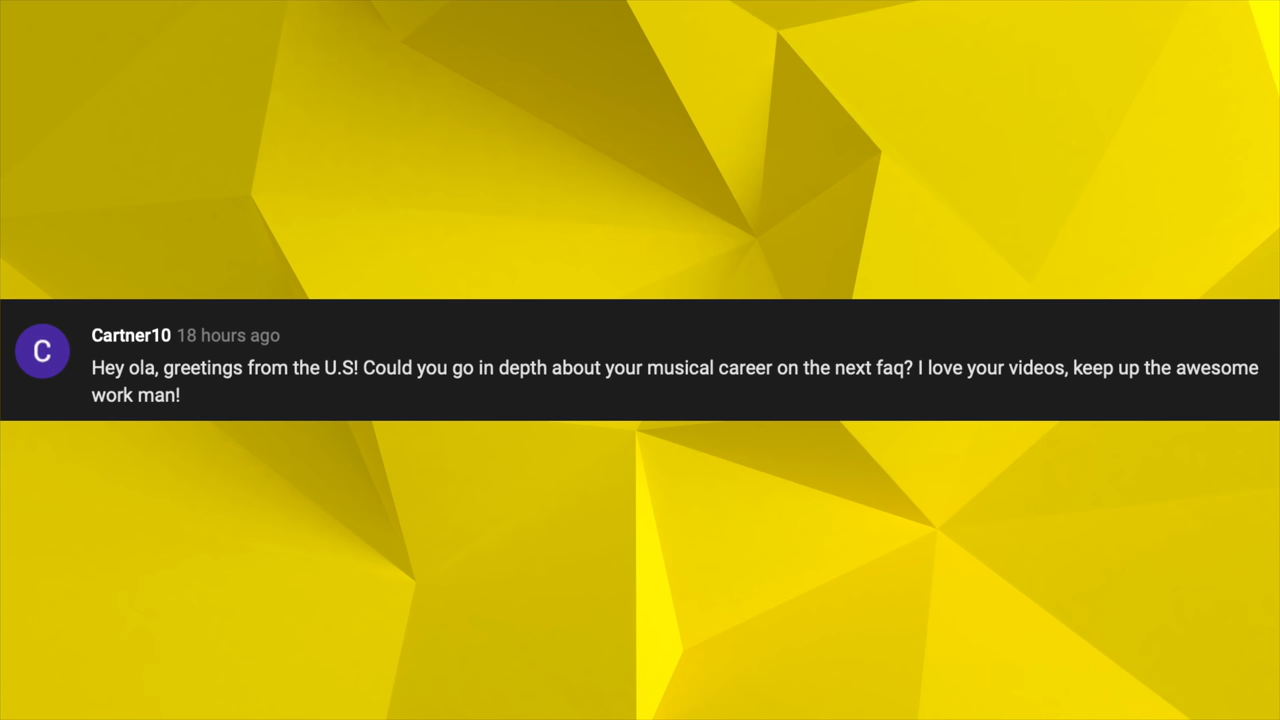 C
Cartner10 18 hours ago
Hey ola, greetings from the U.S! Could you go in depth about your musical career on the next faq? I love your videos, keep up the awesome
work man!